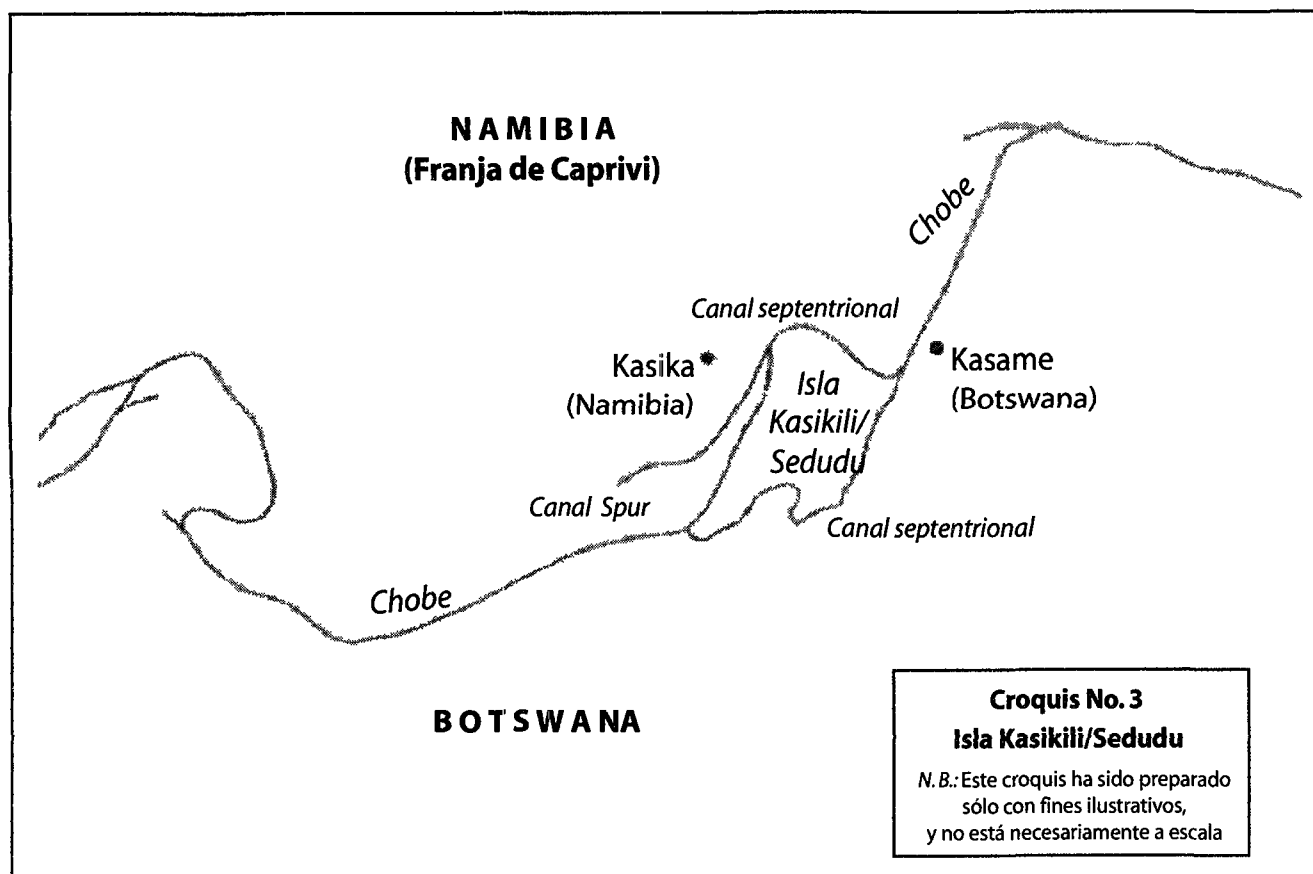 NAMIBIA
(Franja de Caprivi)
Chobe
Canal septentrional
Kasika
(Namibia)
Isla
Kasikili/
Sedudu
Kasame
(Botswana)
Canal Spur
Canal septentrional
Chobe
BOTSWANA
Croquis No. 3
Isla Kasikili/Sedudu
N. B.: Este croquis ha sido preparado
sólo con fines ilustrativos,
y no está necesariamente a escala